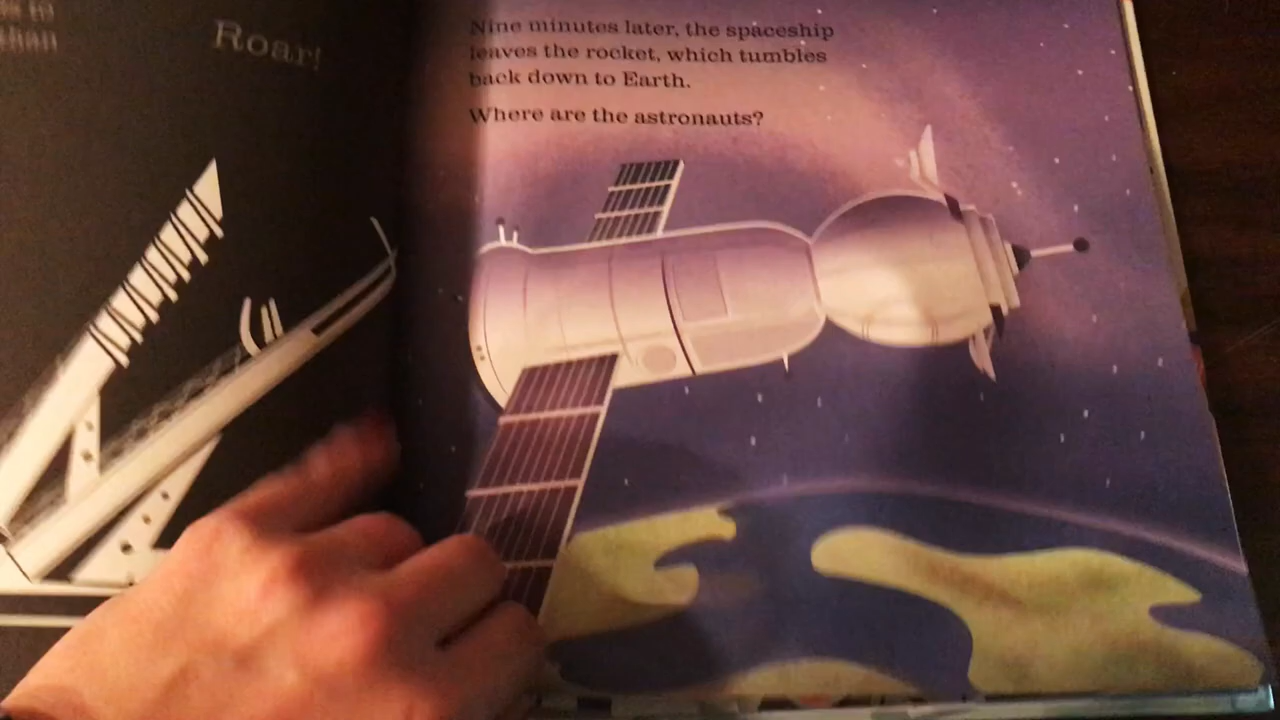 than
Roar!
Nine minutes later, the spaceship
leaves the rocket, which tumbles
back down to Earth.
Where are the astronauts?